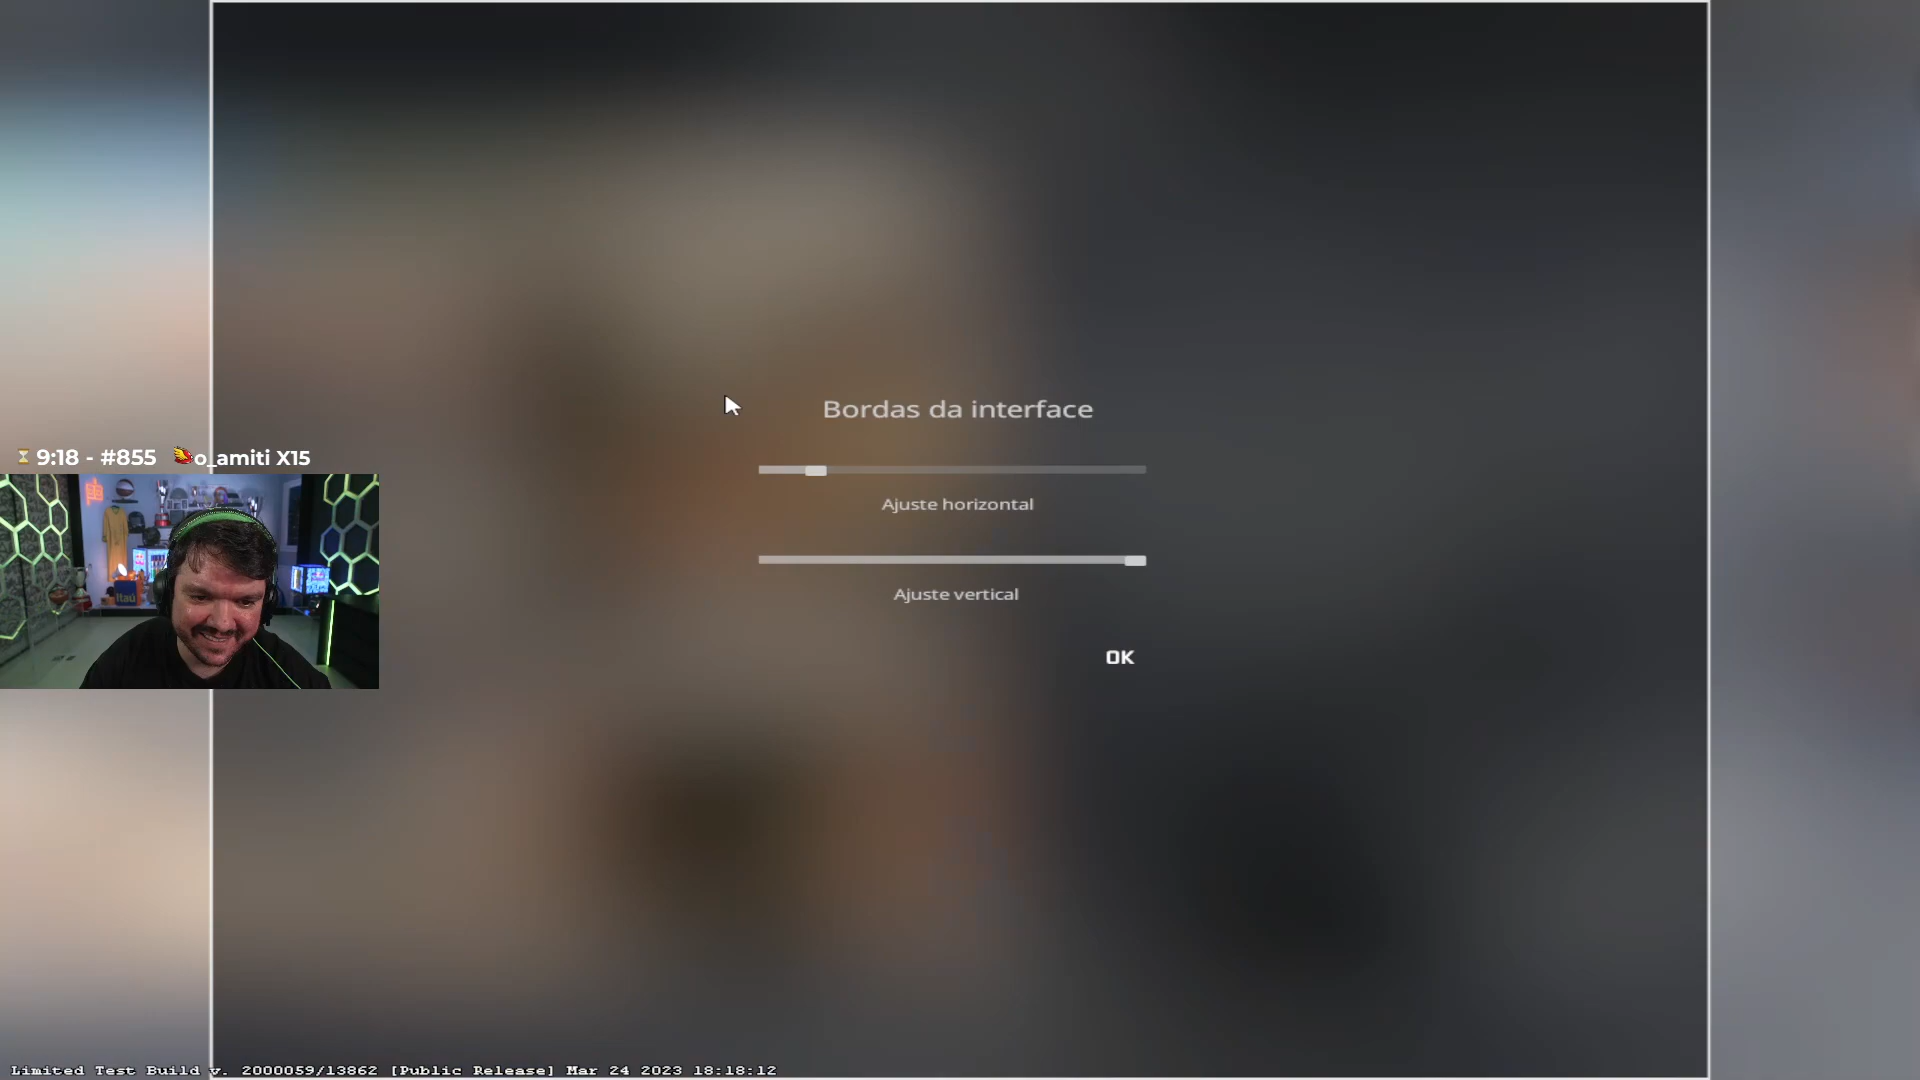 Bordas da interface
Ajuste horizontal
Ajuste vertical
OK
9:18 - #855 o_amiti X15
Itaú
Limited Test Build v. 2000059/13862 [Public Release] Mar 24 2023 18:18:12